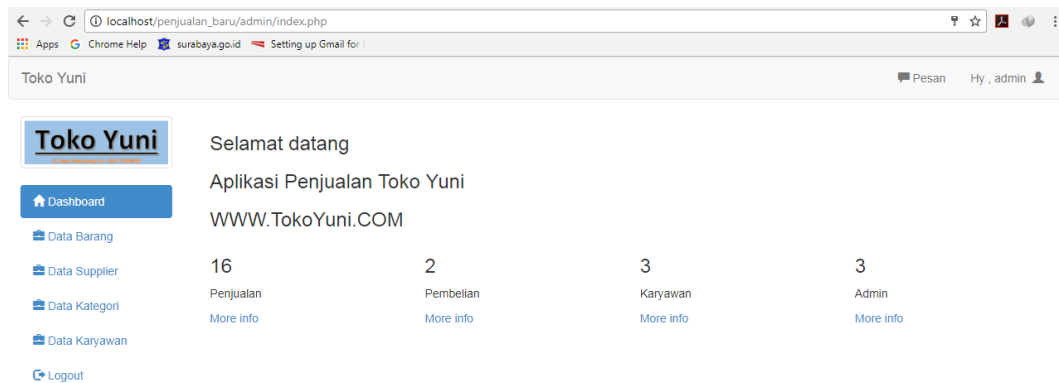 localhost/penjualan_baru/admin/index.php
Apps Chrome Help surabaya.go.id Setting up Gmail for
Toko Yuni Pesan Hy , admin
Toko Yuni
Selamat datang
Aplikasi Penjualan Toko Yuni
WWW.TokoYuni.COM
Dashboard
Data Barang
Data Supplier
Data Kategori
Data Karyawan
Logout
16 2 3 3
Penjualan Pembelian Karyawan Admin
More info More info More info More info